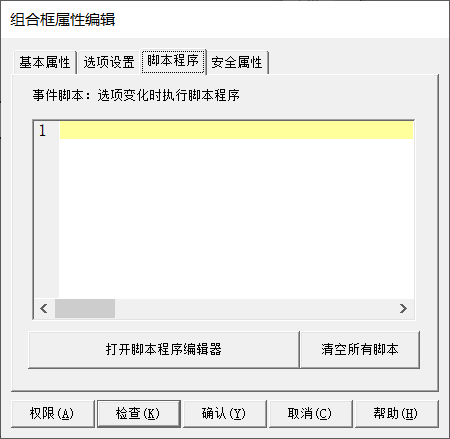 组合框属性编辑
基本属性 选项设置 脚本程序 安全属性
事件脚本：选项变化时执行脚本程序
1
打开脚本程序编辑器 清空所有脚本
权限(A) 检查(K) 确认(Y) 取消(C) 帮助(H)